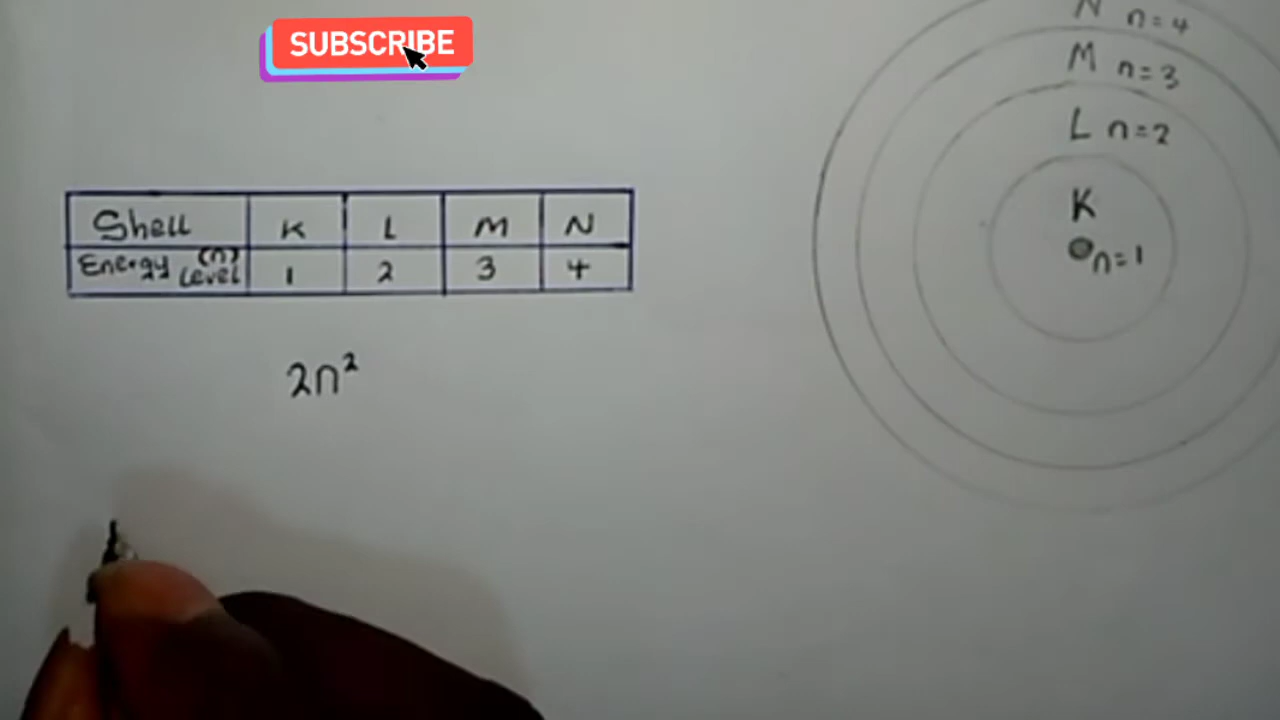 SUBSCRIBE
N n=4
M n=3
L n=2
K
n=1
Shell K L M N
Energy (n) Level 1 2 3 4
2n²